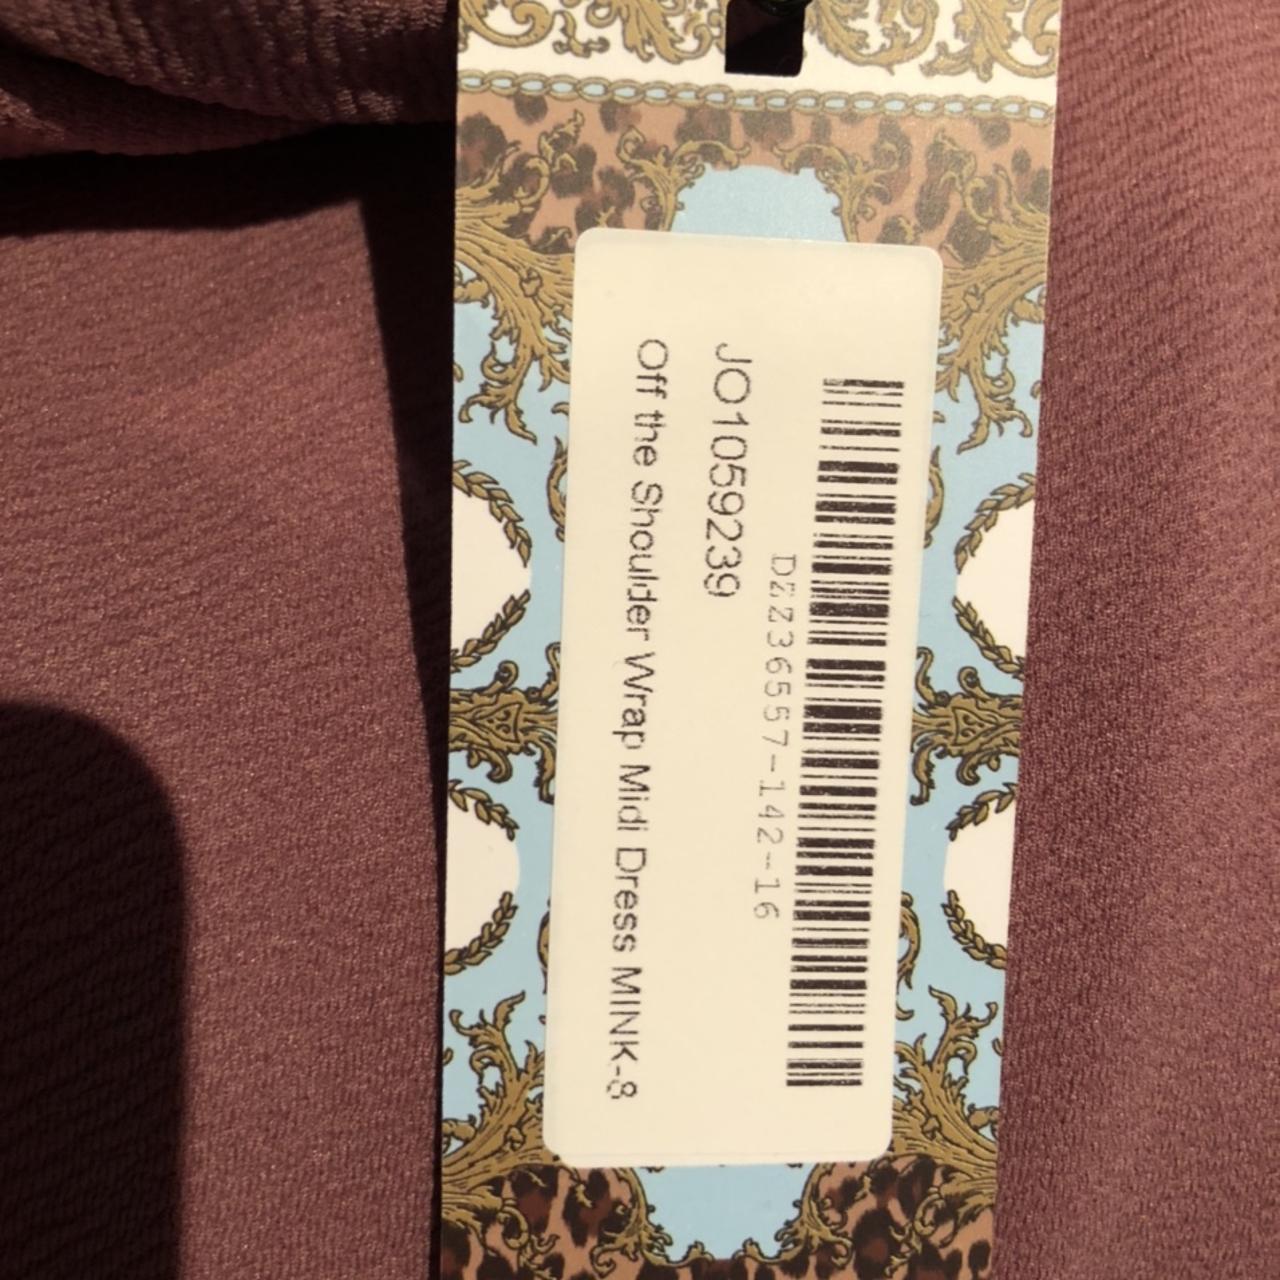 DZZ36557-142-16
JO1059239
Off the Shoulder Wrap Midi Dress MINK-8